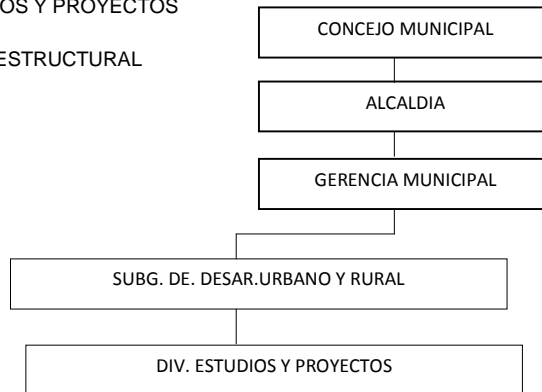 OS Y PROYECTOS
ESTRUCTURAL
CONCEJO MUNICIPAL
ALCALDIA
GERENCIA MUNICIPAL
SUBG. DE. DESAR.URBANO Y RURAL
DIV. ESTUDIOS Y PROYECTOS